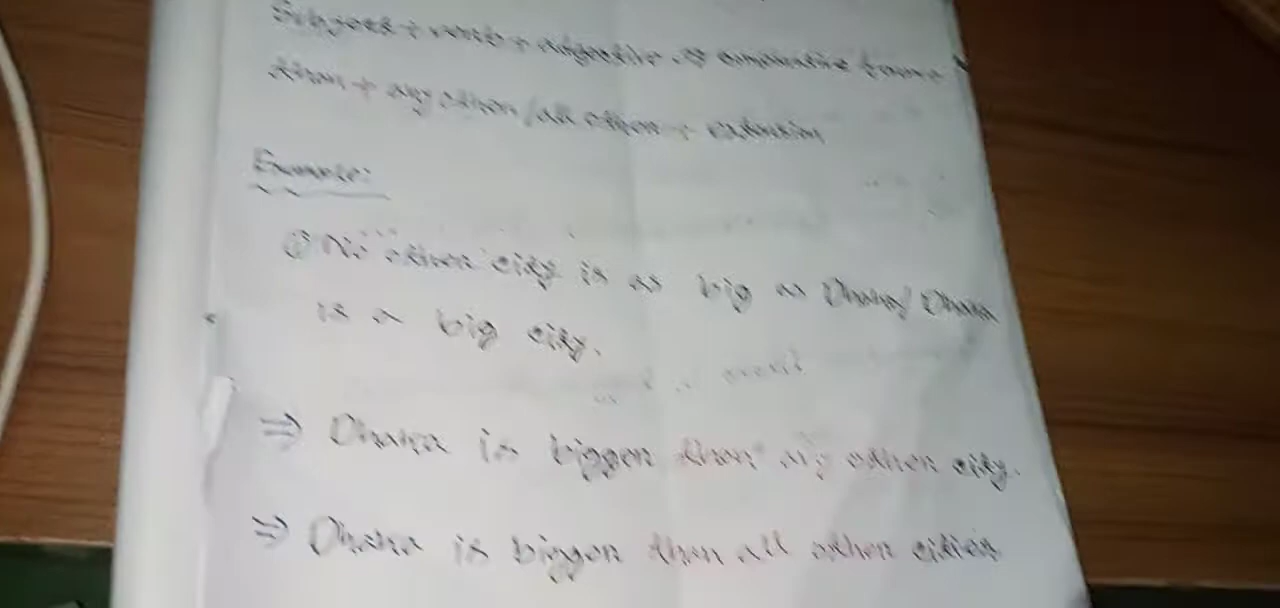 Subject + verb + adjective এর comparative form +
than + any other/all other + extension
Example:
① No other city is as big as Dhaka/ Dhaka
is a big city.
⇒ Dhaka is bigger than any other city.
⇒ Dhaka is bigger than all other cities